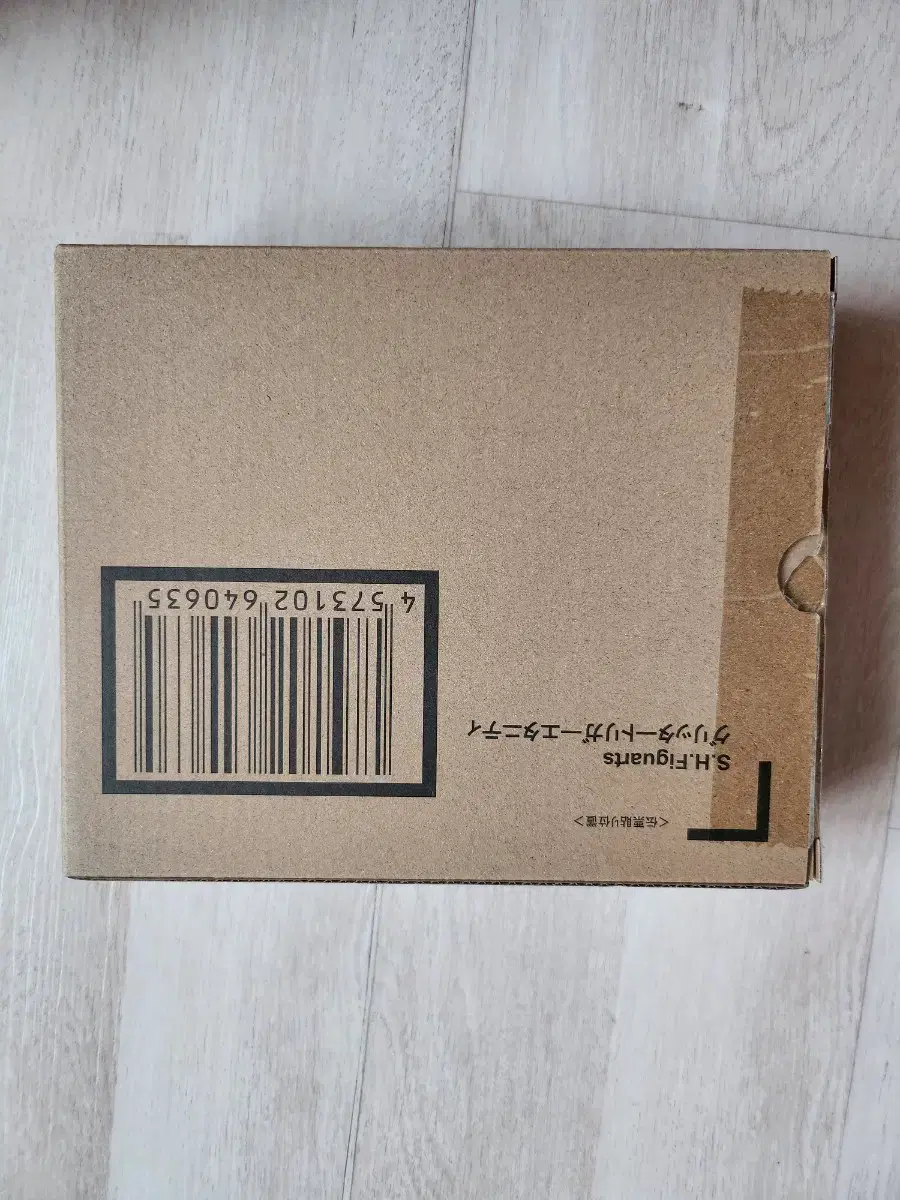 <伝票貼り位置>
S.H.Figuarts
グリッタートリガーエタニティ
4 573102 640635